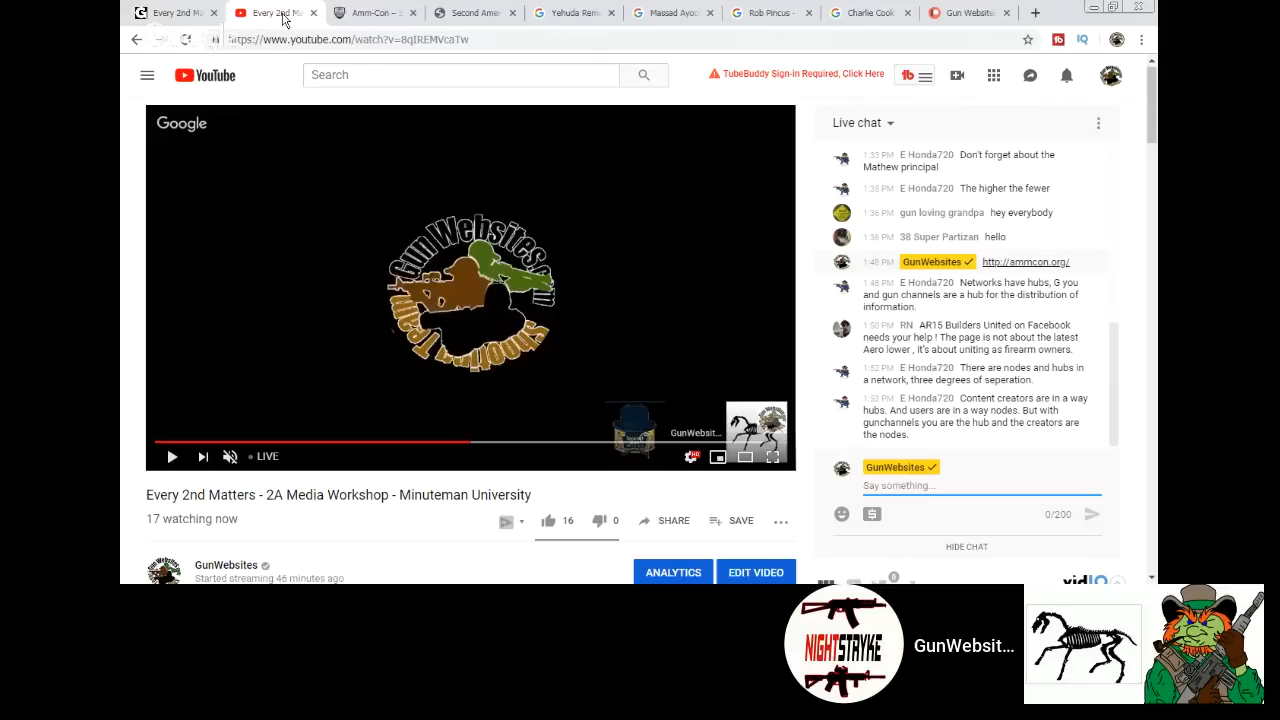 Every 2nd Ma
Every 2nd Ma
Amm-Con – S
Second Amer
Yehuda Reme
Massad Ayoo
Rob Pincus -
Charlie Cook
Gun Websites
https://www.youtube.com/watch?v=8qIREMVcaTw
YouTube
Search
TubeBuddy Sign-in Required, Click Here
Google
GunWebsites
GunWebsit...
LIVE
Every 2nd Matters - 2A Media Workshop - Minuteman University
17 watching now
16
0
SHARE
SAVE
GunWebsites
Started streaming 46 minutes ago
ANALYTICS
EDIT VIDEO
Live chat
1:33 PM E Honda720 Don't forget about the
Mathew principal
1:35 PM E Honda720 The higher the fewer
1:36 PM gun loving grandpa hey everybody
1:36 PM 38 Super Partizan hello
1:48 PM GunWebsites http://ammcon.org/
1:48 PM E Honda720 Networks have hubs, G you
and gun channels are a hub for the distribution of
information.
1:50 PM RN AR15 Builders United on Facebook
needs your help ! The page is not about the latest
Aero lower , it's about uniting as firearm owners.
1:52 PM E Honda720 There are nodes and hubs in
a network, three degrees of seperation.
1:53 PM E Honda720 Content creators are in a way
hubs. And users are in a way nodes. But with
gunchannels you are the hub and the creators are
the nodes.
GunWebsites
Say something...
0/200
HIDE CHAT
vidIQ
NIGHTSTRYKE
GunWebsit...